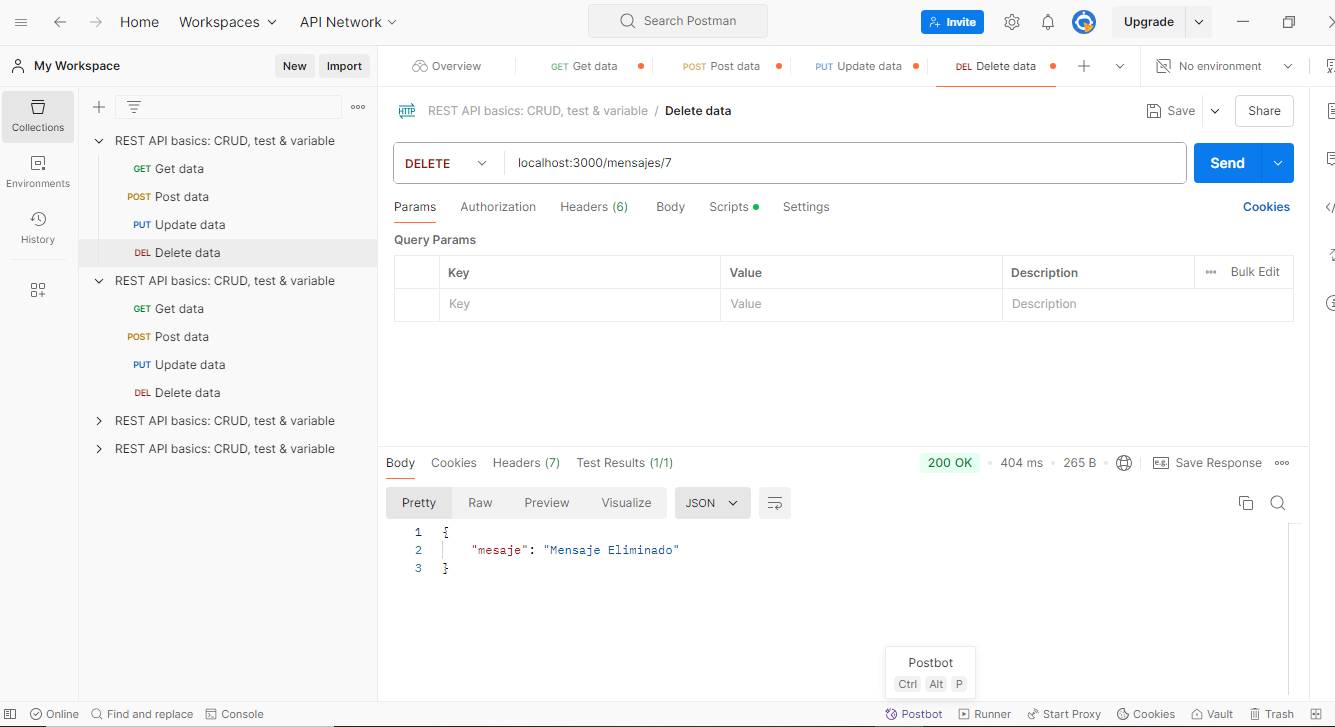 Home Workspaces API Network Search Postman Invite Upgrade
My Workspace New Import Overview GET Get data POST Post data PUT Update data DEL Delete data No environment
Collections
Environments
History
REST API basics: CRUD, test & variable
GET Get data
POST Post data
PUT Update data
DEL Delete data
REST API basics: CRUD, test & variable
GET Get data
POST Post data
PUT Update data
DEL Delete data
REST API basics: CRUD, test & variable
REST API basics: CRUD, test & variable
HTTP REST API basics: CRUD, test & variable / Delete data Save Share
DELETE localhost:3000/mensajes/7 Send
Params Authorization Headers (6) Body Scripts Settings Cookies
Query Params
Key Value Description Bulk Edit
Key Value Description
Body Cookies Headers (7) Test Results (1/1) 200 OK 404 ms 265 B e.g. Save Response
Pretty Raw Preview Visualize JSON
1 {
2 "mesaje": "Mensaje Eliminado"
3 }
Postbot
Ctrl Alt P
Online Find and replace Console Postbot Runner Start Proxy Cookies Vault Trash